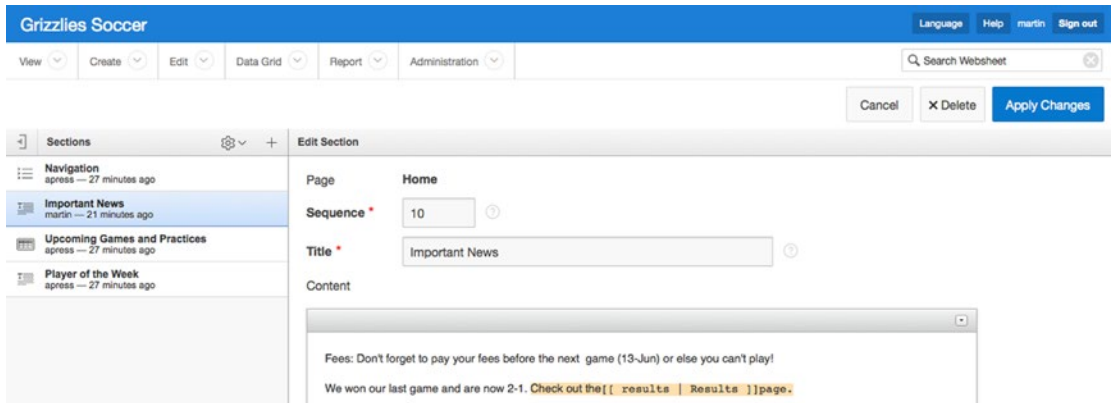 Grizzlies Soccer
Language Help martin Sign out
View Create Edit Data Grid Report Administration Search Websheet
Cancel × Delete Apply Changes
Sections Edit Section
Navigation
apress — 27 minutes ago
Important News
martin — 21 minutes ago
Upcoming Games and Practices
apress — 27 minutes ago
Player of the Week
apress — 27 minutes ago
Page Home
Sequence * 10
Title * Important News
Content
Fees: Don't forget to pay your fees before the next game (13-Jun) or else you can't play!
We won our last game and are now 2-1. Check out the[[ results | Results ]]page.